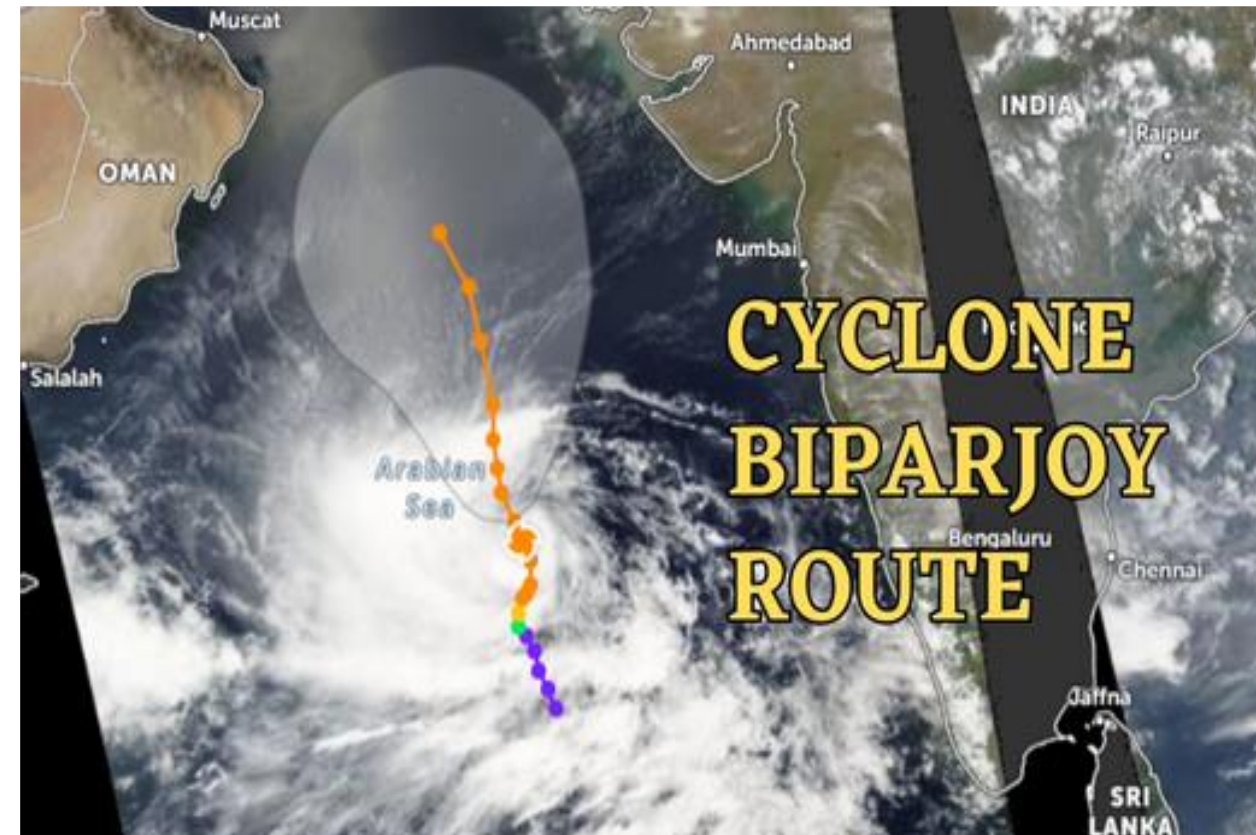 Muscat
Ahmedabad
INDIA
Raipur
OMAN
Mumbai
CYCLONE
Salalah
BIPARJOY
Arabian
Sea
Bengaluru
Chennai
ROUTE
Jaffna
SRI
LANKA